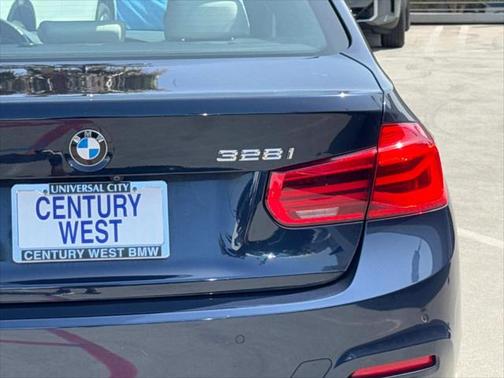 BMW
328i
UNIVERSAL CITY
CENTURY
WEST
CENTURY WEST BMW